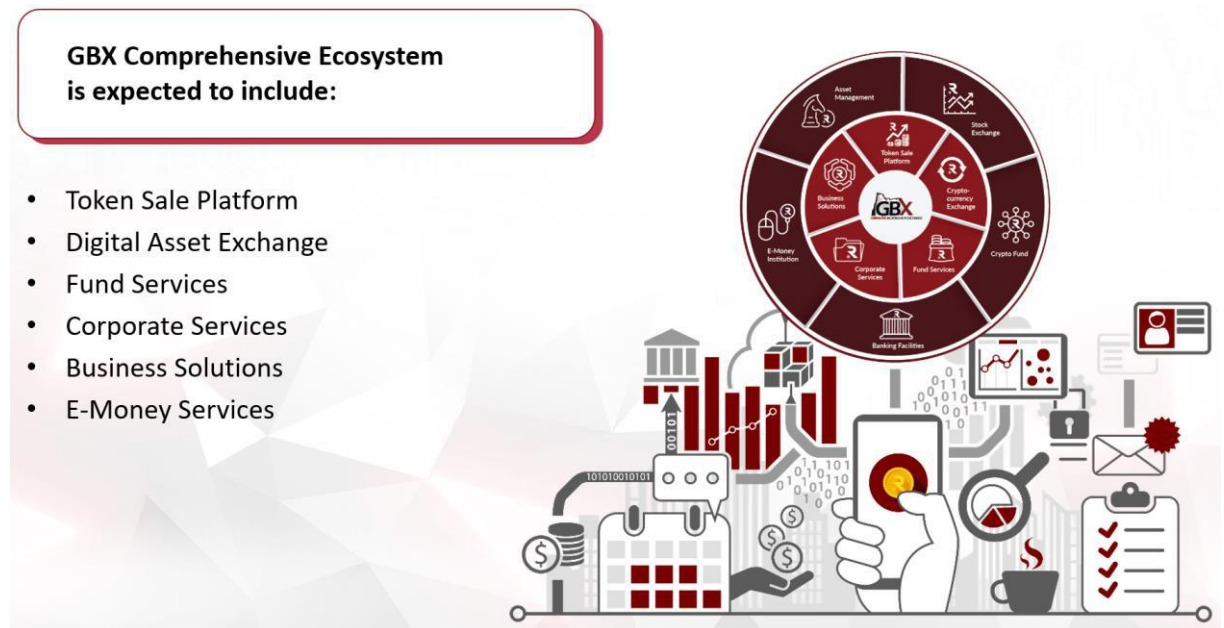 GBX Comprehensive Ecosystem
is expected to include:
• Token Sale Platform
• Digital Asset Exchange
• Fund Services
• Corporate Services
• Business Solutions
• E-Money Services
Asset
Management
Stock
Exchange
Token Sale
Platform
Business
Solutions
Crypto-
currency
Exchange
GBX
E-Money
Institution
Corporate
Services
Fund Services
Crypto Fund
Banking Facilities
00101
101010010101